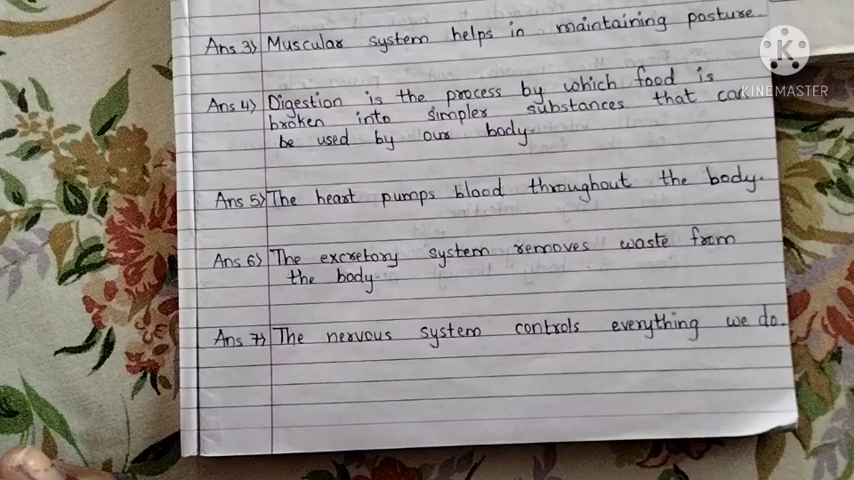 Ans 3) Muscular system helps in maintaining posture.
Ans 4) Digestion is the process by which food is
broken into simpler substances that can
be used by our body.
Ans 5) The heart pumps blood throughout the body.
Ans 6) The excretory system removes waste from
the body.
Ans 7) The nervous system controls everything we do.
K
KINEMASTER